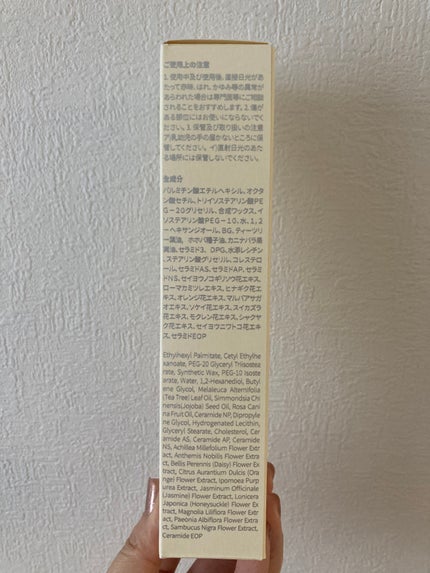 ご使用上の注意
1. 使用中及び使用後、直接日光があ
たって赤味、はれ、かゆみ等の異常が
あらわれた場合は専門医等にご相談
されることをおすすめします。2. 傷が
ある部位にはお使いにならないでく
ださい。3. 保管及び取り扱いの注意
ア)乳幼児の手の届かないところに保
管してください。イ)直射日光のあた
る場所には保管しないでください。
全成分
パルミチン酸エチルヘキシル、オクタ
ン酸セチル、トリイソステアリン酸PE
G－20グリセリル、合成ワックス、イ
ソステアリン酸PEG－10、水、1,2
－ヘキサンジオール、BG、ティーツリ
ー葉油、ホホバ種子油、カニナバラ果
実油、セラミド3、DPG、水添レシチン
、ステアリン酸グリセリル、コレステロ
ール、セラミドAS、セラミドAP、セラミ
ドNS、セイヨウノコギリソウ花エキス、
ローマカミツレエキス、ヒナギク花エ
キス、オレンジ花エキス、マルバアサガ
オエキス、ソケイ花エキス、スイカズラ
花エキス、モクレン花エキス、シャクヤ
ク花エキス、セイヨウニワトコ花エキ
ス、セラミドEOP
Ethylhexyl Palmitate, Cetyl Ethylhe
xanoate, PEG-20 Glyceryl Triisostea
rate, Synthetic Wax, PEG-10 Isoste
arate, Water, 1,2-Hexanediol, Butyl
ene Glycol, Melaleuca Alternifolia
(Tea Tree) Leaf Oil, Simmondsia Chi
nensis(Jojoba) Seed Oil, Rosa Canin
a Fruit Oil, Ceramide NP, Dipropyle
ne Glycol, Hydrogenated Lecithin,
Glyceryl Stearate, Cholesterol, Cer
amide AS, Ceramide AP, Ceramide
NS, Achillea Millefolium Flower Extr
act, Anthemis Nobilis Flower Extra
ct, Bellis Perennis (Daisy) Flower Ex
tract, Citrus Aurantium Dulcis (Ora
nge) Flower Extract, Ipomoea Purp
urea Extract, Jasminum Officinale
(Jasmine) Flower Extract, Lonicera
Japonica (Honeysuckle) Flower Ext
ract, Magnolia Liliflora Flower Extra
ct, Paeonia Albiflora Flower Extrac
t, Sambucus Nigra Flower Extract,
Ceramide EOP